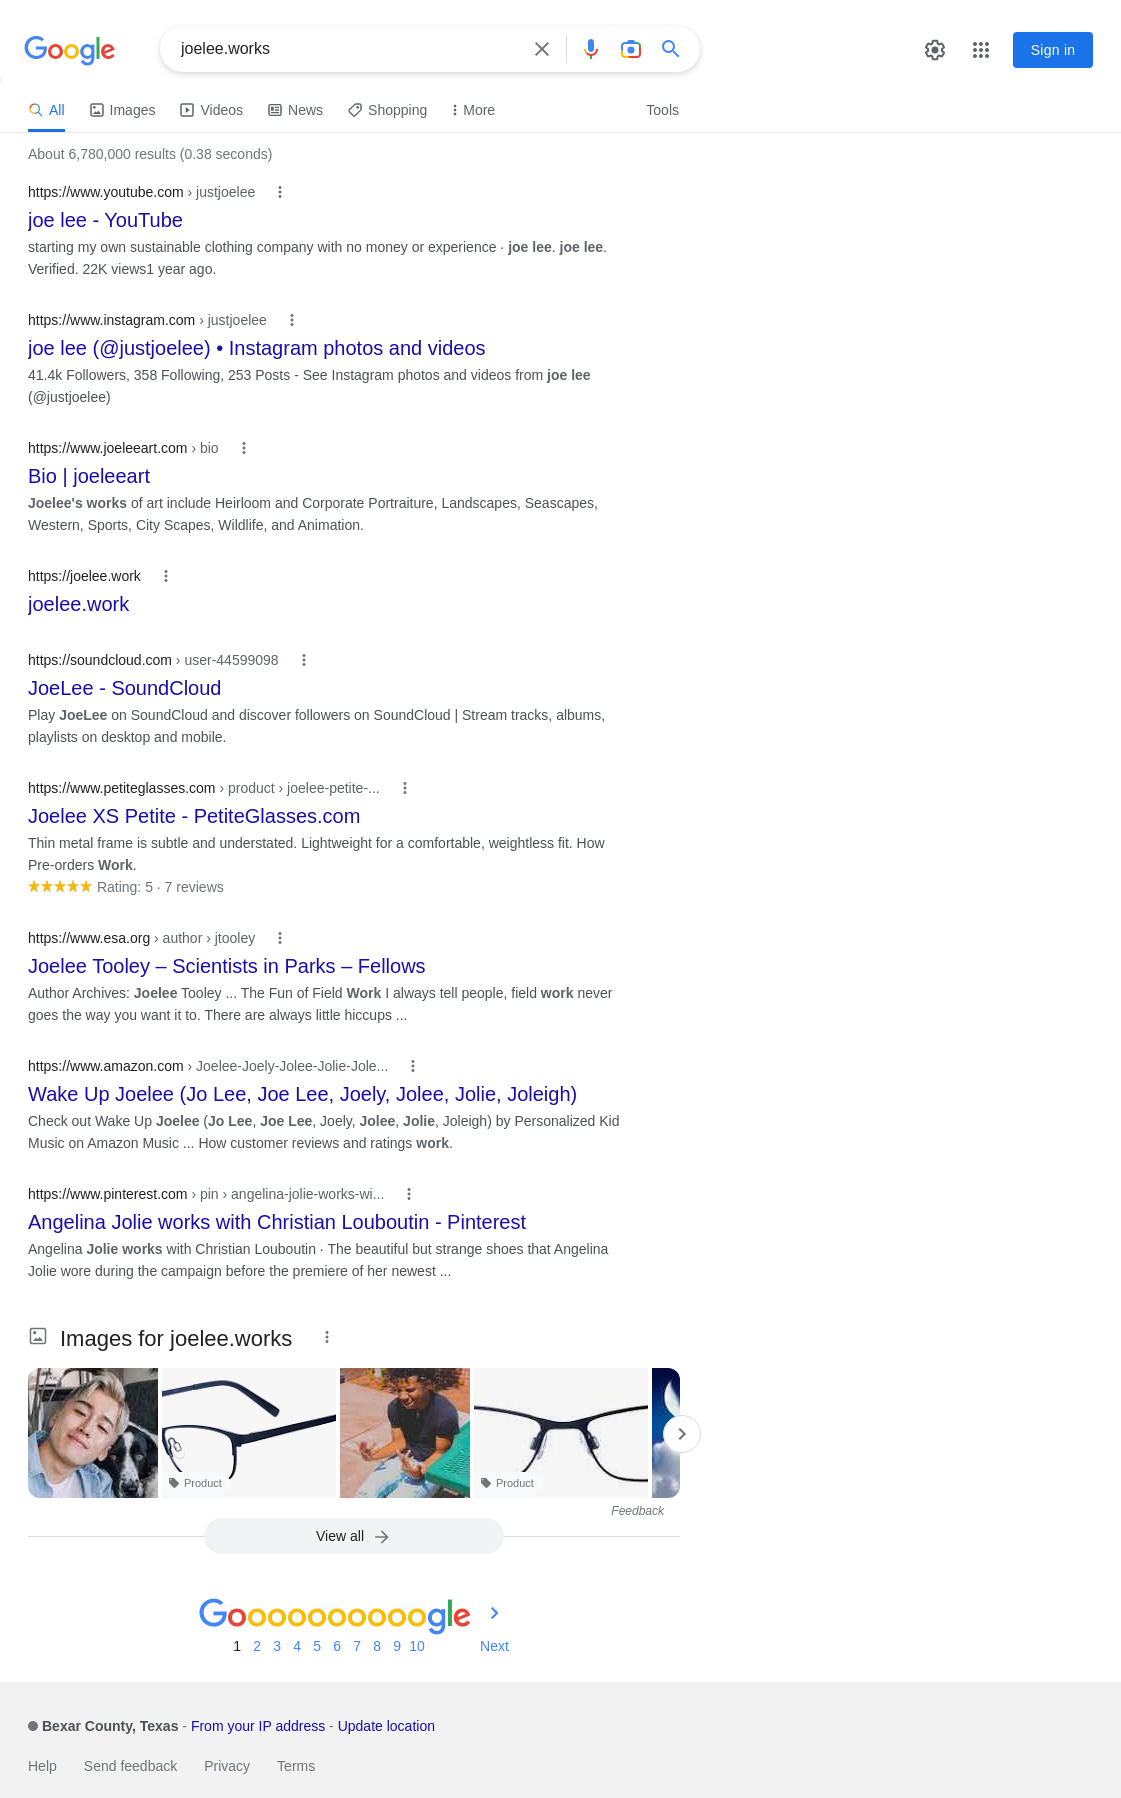 Google
joelee.works
Sign in
All Images Videos News Shopping More Tools
About 6,780,000 results (0.38 seconds)
https://www.youtube.com › justjoelee
joe lee - YouTube
starting my own sustainable clothing company with no money or experience · joe lee. joe lee.
Verified. 22K views1 year ago.
https://www.instagram.com › justjoelee
joe lee (@justjoelee) • Instagram photos and videos
41.4k Followers, 358 Following, 253 Posts - See Instagram photos and videos from joe lee
(@justjoelee)
https://www.joeleeart.com › bio
Bio | joeleeart
Joelee's works of art include Heirloom and Corporate Portraiture, Landscapes, Seascapes,
Western, Sports, City Scapes, Wildlife, and Animation.
https://joelee.work
joelee.work
https://soundcloud.com › user-44599098
JoeLee - SoundCloud
Play JoeLee on SoundCloud and discover followers on SoundCloud | Stream tracks, albums,
playlists on desktop and mobile.
https://www.petiteglasses.com › product › joelee-petite-...
Joelee XS Petite - PetiteGlasses.com
Thin metal frame is subtle and understated. Lightweight for a comfortable, weightless fit. How
Pre-orders Work.
Rating: 5 · 7 reviews
https://www.esa.org › author › jtooley
Joelee Tooley – Scientists in Parks – Fellows
Author Archives: Joelee Tooley ... The Fun of Field Work I always tell people, field work never
goes the way you want it to. There are always little hiccups ...
https://www.amazon.com › Joelee-Joely-Jolee-Jolie-Jole...
Wake Up Joelee (Jo Lee, Joe Lee, Joely, Jolee, Jolie, Joleigh)
Check out Wake Up Joelee (Jo Lee, Joe Lee, Joely, Jolee, Jolie, Joleigh) by Personalized Kid
Music on Amazon Music ... How customer reviews and ratings work.
https://www.pinterest.com › pin › angelina-jolie-works-wi...
Angelina Jolie works with Christian Louboutin - Pinterest
Angelina Jolie works with Christian Louboutin · The beautiful but strange shoes that Angelina
Jolie wore during the campaign before the premiere of her newest ...
Images for joelee.works
Product Product
Feedback
View all
Goooooooooogle
1 2 3 4 5 6 7 8 9 10 Next
Bexar County, Texas - From your IP address - Update location
Help Send feedback Privacy Terms